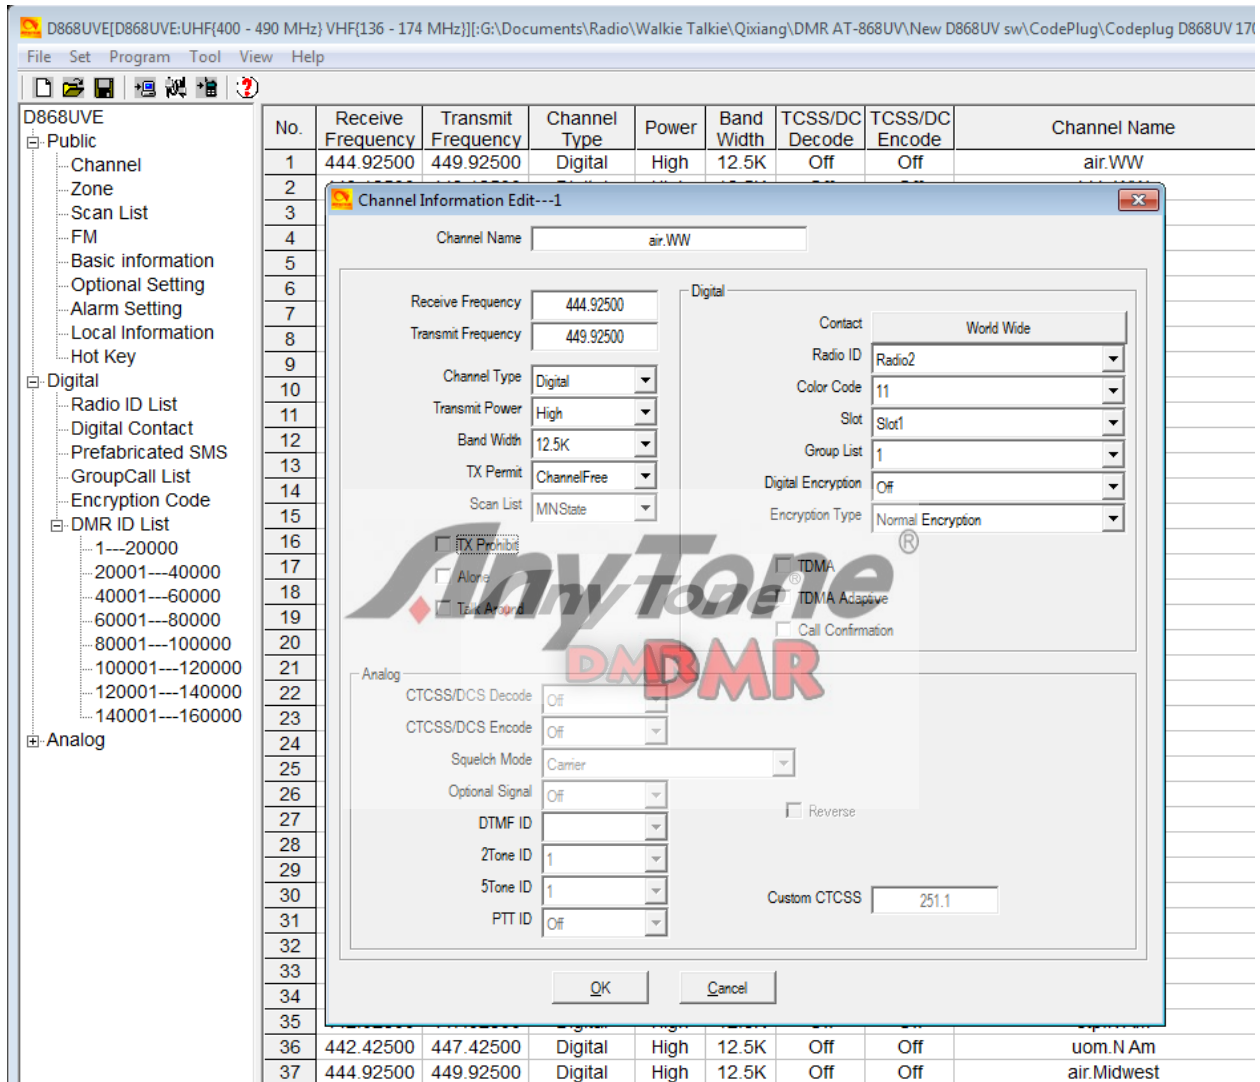 D868UVE[D868UVE:UHF{400 - 490 MHz} VHF{136 - 174 MHz}][:G:\Documents\Radio\Walkie Talkie\Qixiang\DMR AT-868UV\New D868UV sw\CodePlug\Codeplug D868UV 170
File Set Program Tool View Help
D868UVE
Public
Channel
Zone
Scan List
FM
Basic information
Optional Setting
Alarm Setting
Local Information
Hot Key
Digital
Radio ID List
Digital Contact
Prefabricated SMS
GroupCall List
Encryption Code
DMR ID List
1---20000
20001---40000
40001---60000
60001---80000
80001---100000
100001---120000
120001---140000
140001---160000
Analog
No. Receive Frequency Transmit Frequency Channel Type Power Band Width TCSS/DC Decode TCSS/DC Encode Channel Name
1 444.92500 449.92500 Digital High 12.5K Off Off air.WW
2
3
4
5
6
7
8
9
10
11
12
13
14
15
16
17
18
19
20
21
22
23
24
25
26
27
28
29
30
31
32
33
34
35
36 442.42500 447.42500 Digital High 12.5K Off Off uom.N Am
37 444.92500 449.92500 Digital High 12.5K Off Off air.Midwest
Channel Information Edit---1
Channel Name air.WW
Receive Frequency 444.92500
Transmit Frequency 449.92500
Channel Type Digital
Transmit Power High
Band Width 12.5K
TX Permit ChannelFree
Scan List MNState
TX Prohibit
Alone
Talk Around
Digital
Contact World Wide
Radio ID Radio2
Color Code 11
Slot Slot1
Group List 1
Digital Encryption Off
Encryption Type Normal Encryption
TDMA
TDMA Adaptive
Call Confirmation
AnyTone®
DMR
Analog
CTCSS/DCS Decode Off
CTCSS/DCS Encode Off
Squelch Mode Carrier
Optional Signal Off
Reverse
DTMF ID
2Tone ID 1
5Tone ID 1
Custom CTCSS 251.1
PTT ID Off
OK Cancel